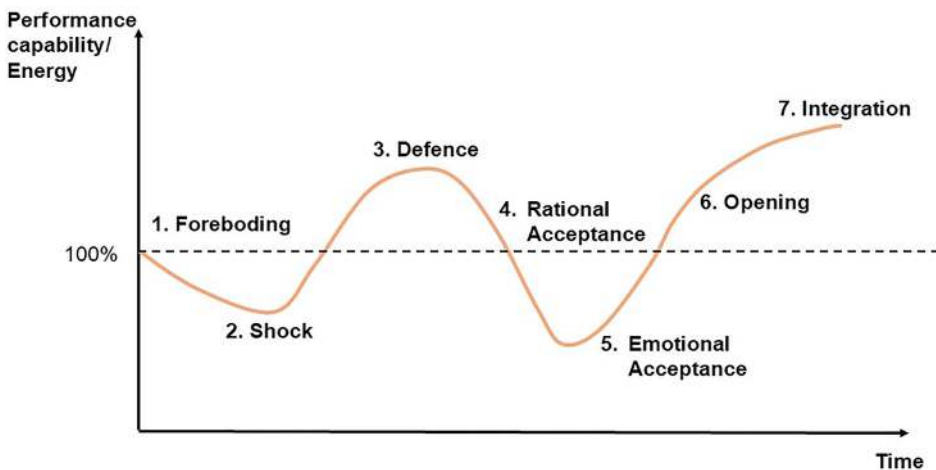 Performance
capability/
Energy
7. Integration
3. Defence
4. Rational
Acceptance
6. Opening
1. Foreboding
100%
2. Shock
5. Emotional
Acceptance
Time